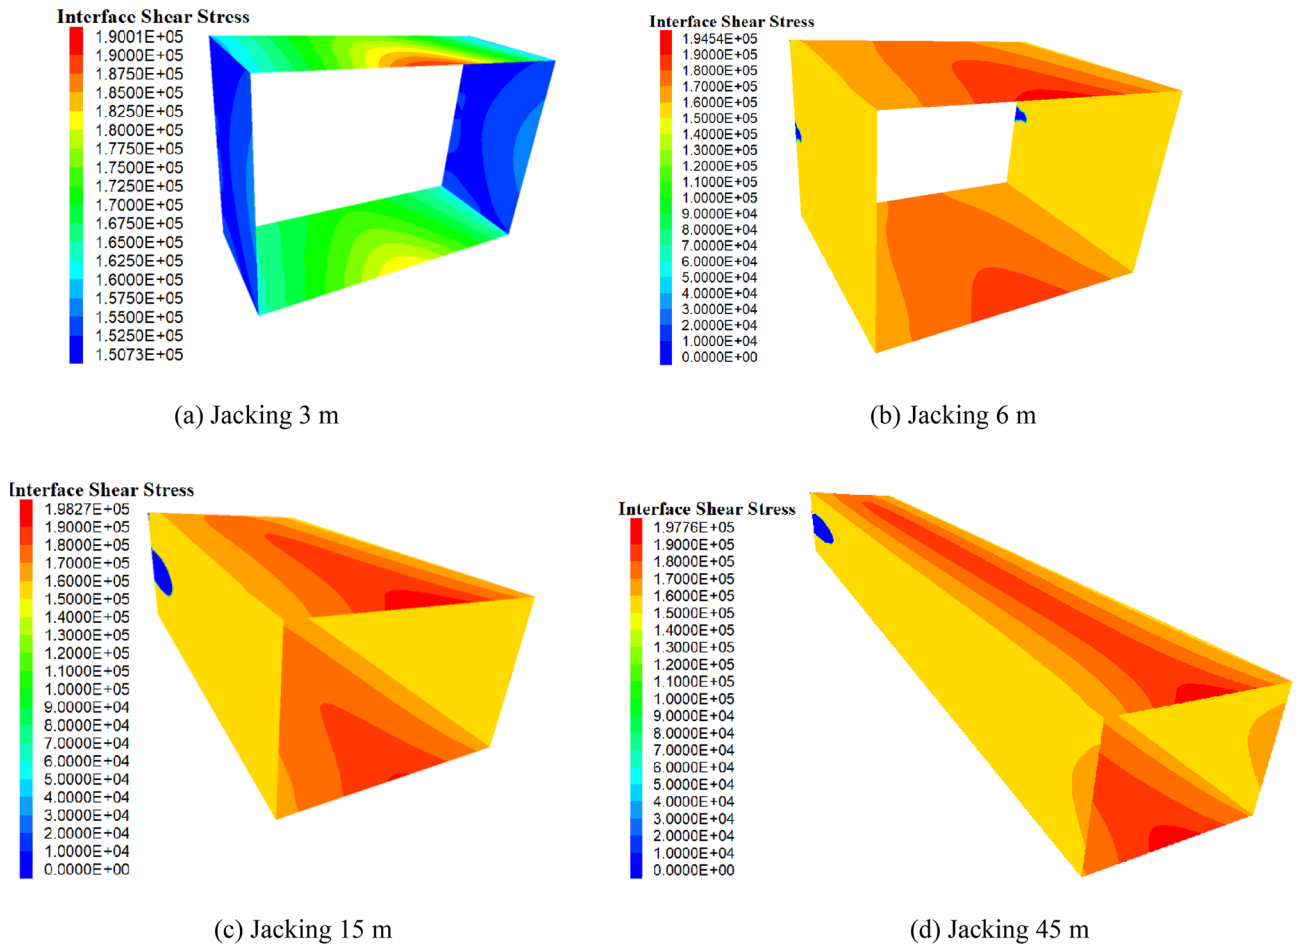 Interface Shear Stress
1.9001E+05
1.9000E+05
1.8750E+05
1.8500E+05
1.8250E+05
1.8000E+05
1.7750E+05
1.7500E+05
1.7250E+05
1.7000E+05
1.6750E+05
1.6500E+05
1.6250E+05
1.6000E+05
1.5750E+05
1.5500E+05
1.5250E+05
1.5073E+05
(a) Jacking 3 m
Interface Shear Stress
1.9454E+05
1.9000E+05
1.8000E+05
1.7000E+05
1.6000E+05
1.5000E+05
1.4000E+05
1.3000E+05
1.2000E+05
1.1000E+05
1.0000E+05
9.0000E+04
8.0000E+04
7.0000E+04
6.0000E+04
5.0000E+04
4.0000E+04
3.0000E+04
2.0000E+04
1.0000E+04
0.0000E+00
(b) Jacking 6 m
Interface Shear Stress
1.9827E+05
1.9000E+05
1.8000E+05
1.7000E+05
1.6000E+05
1.5000E+05
1.4000E+05
1.3000E+05
1.2000E+05
1.1000E+05
1.0000E+05
9.0000E+04
8.0000E+04
7.0000E+04
6.0000E+04
5.0000E+04
4.0000E+04
3.0000E+04
2.0000E+04
1.0000E+04
0.0000E+00
(c) Jacking 15 m
Interface Shear Stress
1.9776E+05
1.9000E+05
1.8000E+05
1.7000E+05
1.6000E+05
1.5000E+05
1.4000E+05
1.3000E+05
1.2000E+05
1.1000E+05
1.0000E+05
9.0000E+04
8.0000E+04
7.0000E+04
6.0000E+04
5.0000E+04
4.0000E+04
3.0000E+04
2.0000E+04
1.0000E+04
0.0000E+00
(d) Jacking 45 m